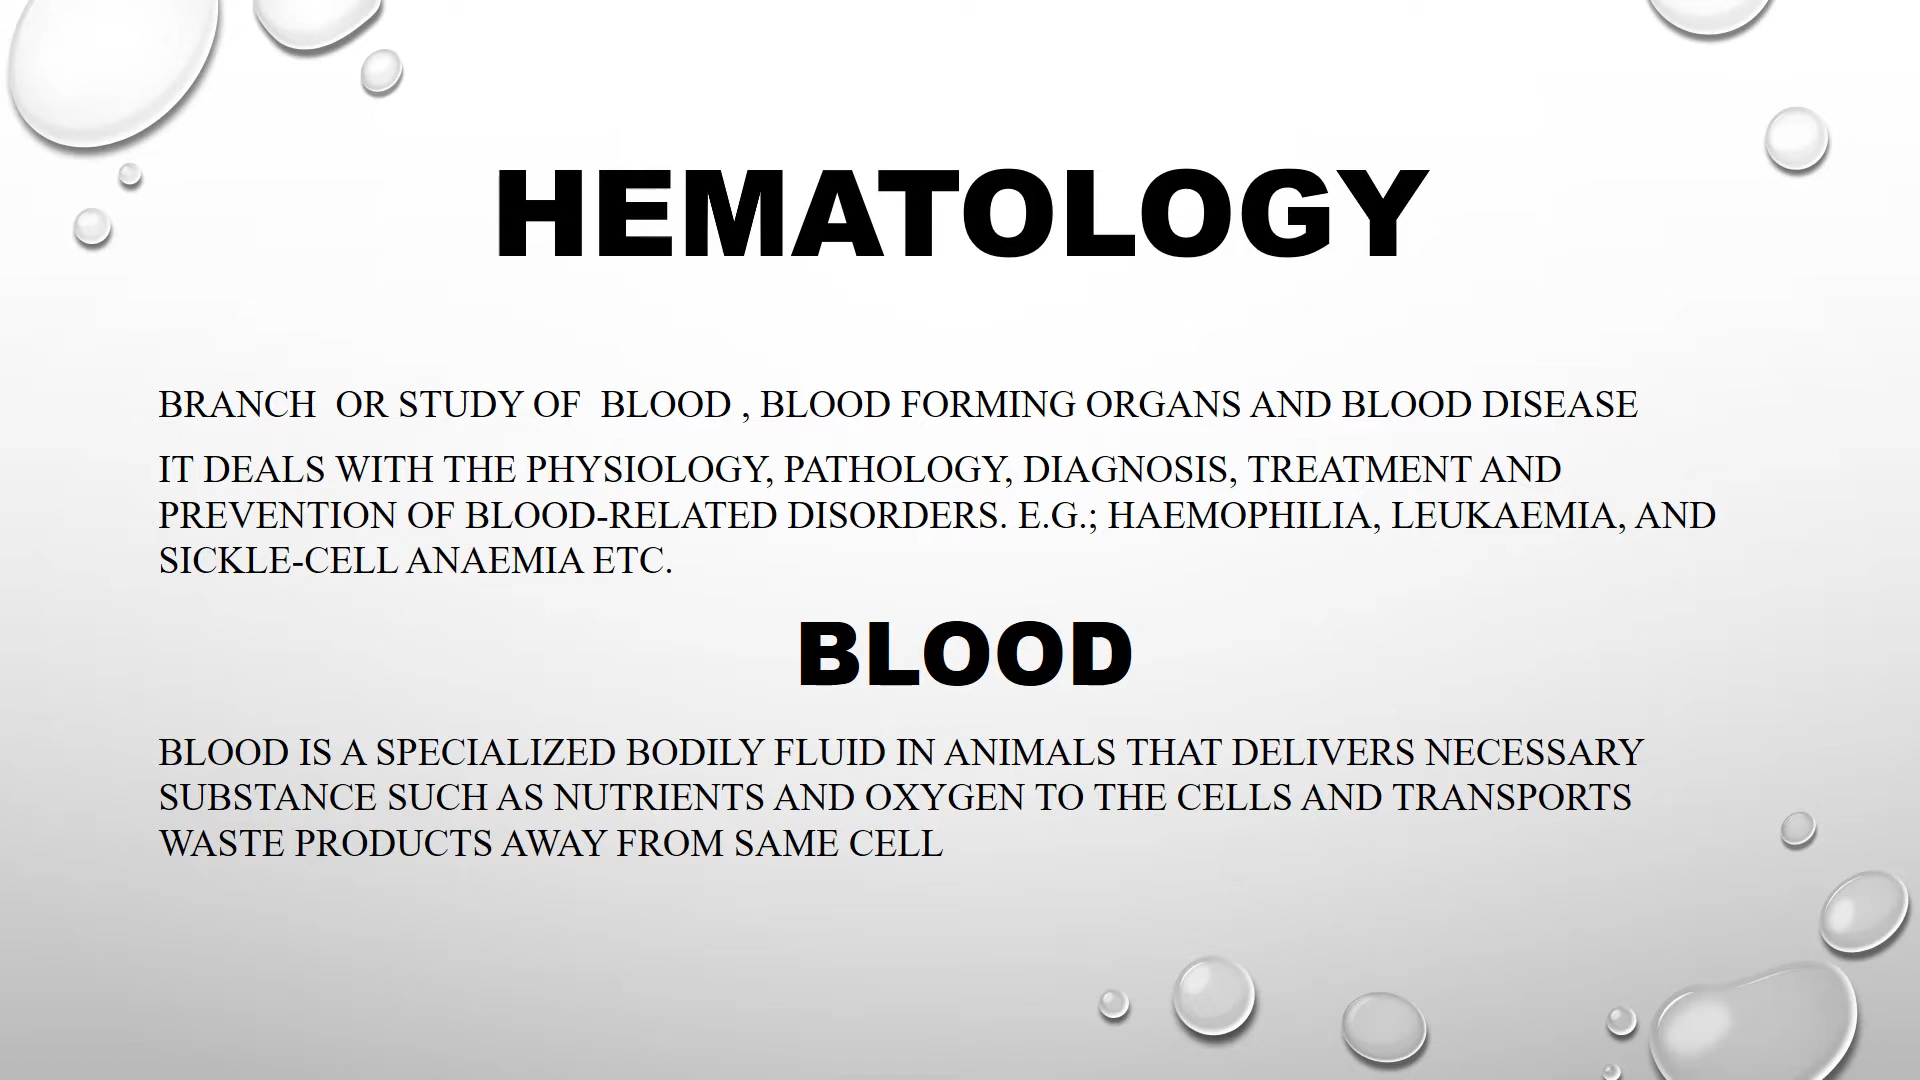 HEMATOLOGY
BRANCH  OR STUDY OF  BLOOD , BLOOD FORMING ORGANS AND BLOOD DISEASE
IT DEALS WITH THE PHYSIOLOGY, PATHOLOGY, DIAGNOSIS, TREATMENT AND
PREVENTION OF BLOOD-RELATED DISORDERS. E.G.; HAEMOPHILIA, LEUKAEMIA, AND
SICKLE-CELL ANAEMIA ETC.
BLOOD
BLOOD IS A SPECIALIZED BODILY FLUID IN ANIMALS THAT DELIVERS NECESSARY
SUBSTANCE SUCH AS NUTRIENTS AND OXYGEN TO THE CELLS AND TRANSPORTS
WASTE PRODUCTS AWAY FROM SAME CELL